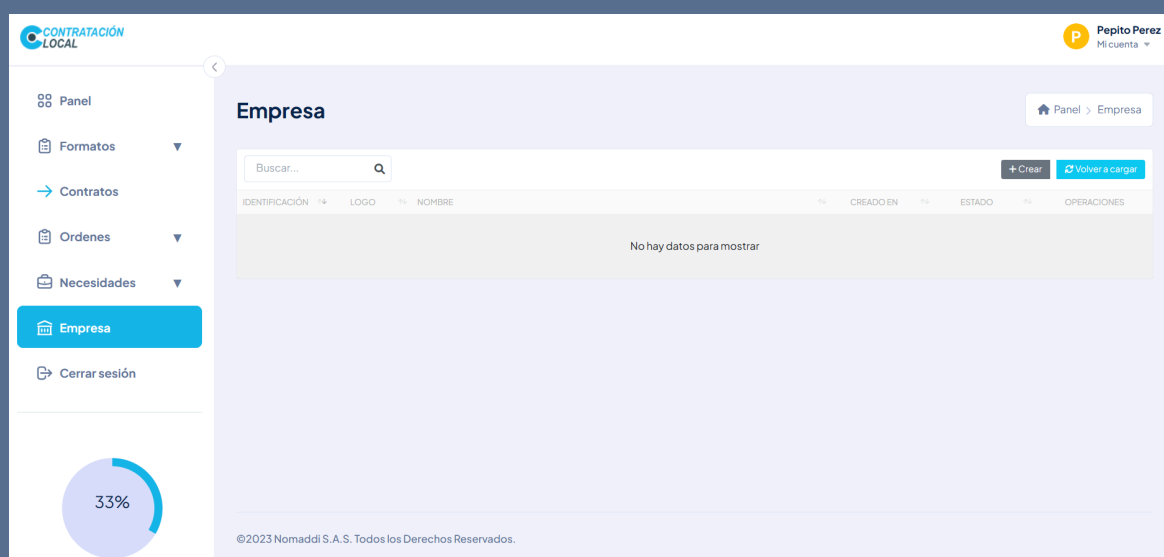 CONTRATACIÓN
LOCAL
P
Pepito Perez
Mi cuenta
Panel
Formatos
Contratos
Ordenes
Necesidades
Empresa
Cerrar sesión
33%
Empresa
Panel > Empresa
Buscar...
+ Crear
Volver a cargar
IDENTIFICACIÓN LOGO NOMBRE CREADO EN ESTADO OPERACIONES
No hay datos para mostrar
©2023 Nomaddi S.A.S. Todos los Derechos Reservados.